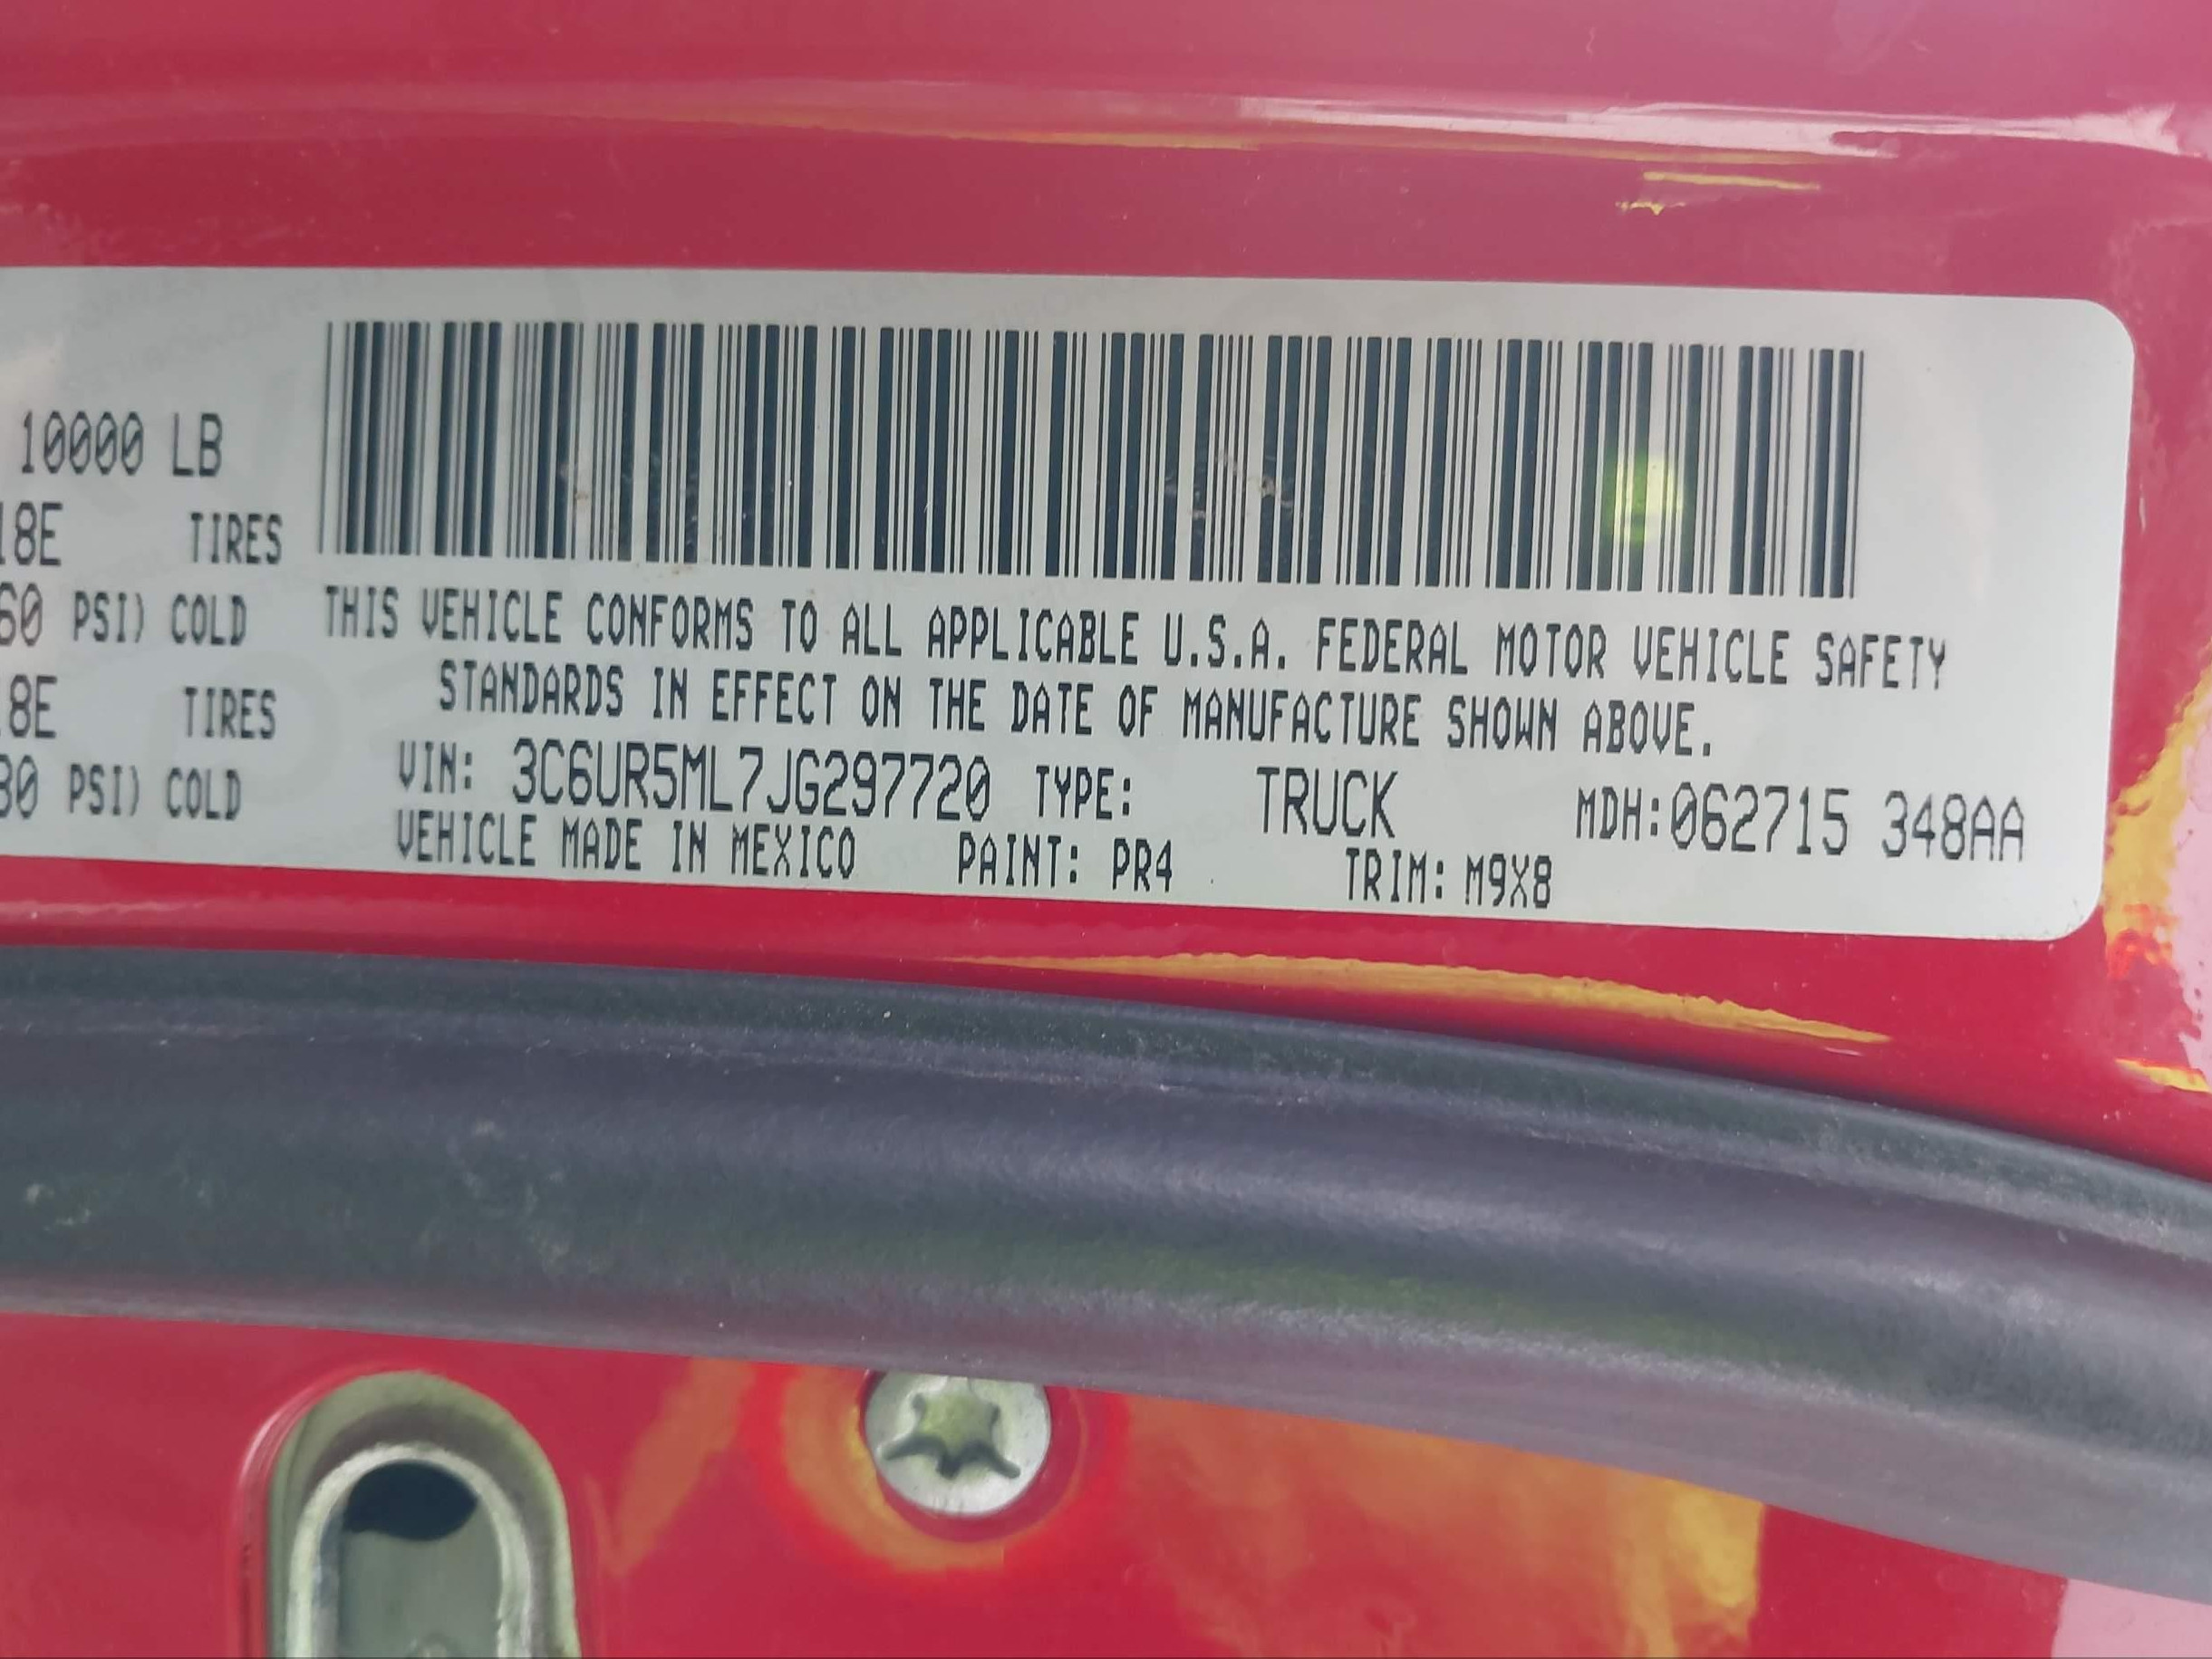 10000 LB
18E TIRES
60 PSI) COLD
8E TIRES
80 PSI) COLD
THIS VEHICLE CONFORMS TO ALL APPLICABLE U.S.A. FEDERAL MOTOR VEHICLE SAFETY
STANDARDS IN EFFECT ON THE DATE OF MANUFACTURE SHOWN ABOVE.
VIN: 3C6UR5ML7JG297720 TYPE: TRUCK MDH:062715 348AA
VEHICLE MADE IN MEXICO PAINT: PR4 TRIM: M9X8